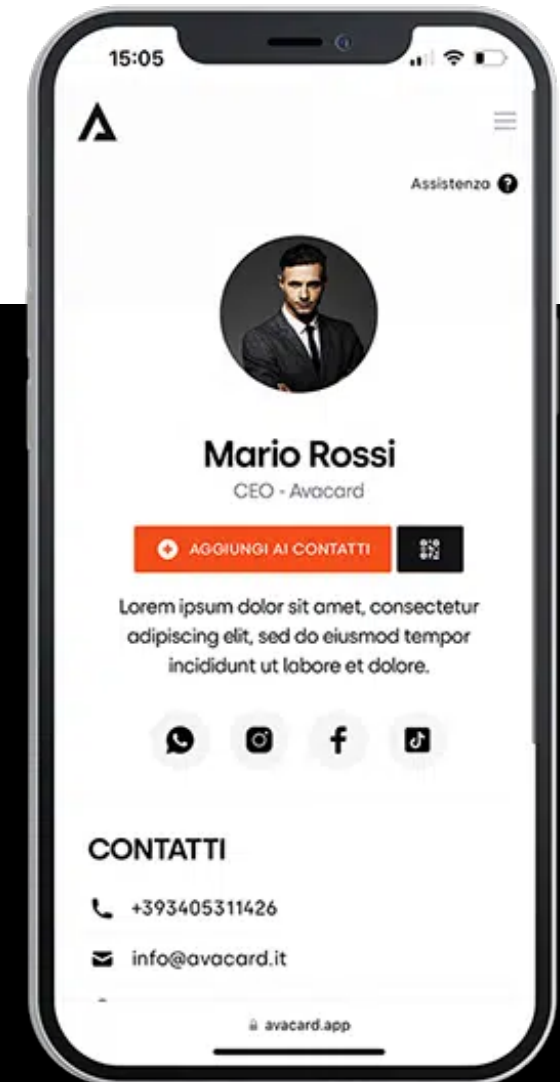 15:05
Assistenza
Mario Rossi
CEO - Avacard
AGGIUNGI AI CONTATTI
Lorem ipsum dolor sit amet, consectetur
adipiscing elit, sed do eiusmod tempor
incididunt ut labore et dolore.
CONTATTI
+393405311426
info@avacard.it
avacard.app